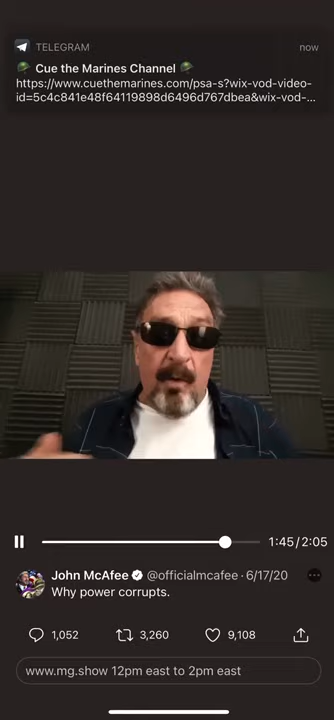 TELEGRAM
now
Cue the Marines Channel
https://www.cuethemarines.com/psa-s?wix-vod-video-
id=5c4c841e48f64119898d6496d767dbea&wix-vod-...
1:45/2:05
John McAfee @officialmcafee · 6/17/20
Why power corrupts.
1,052 3,260 9,108
www.mg.show 12pm east to 2pm east